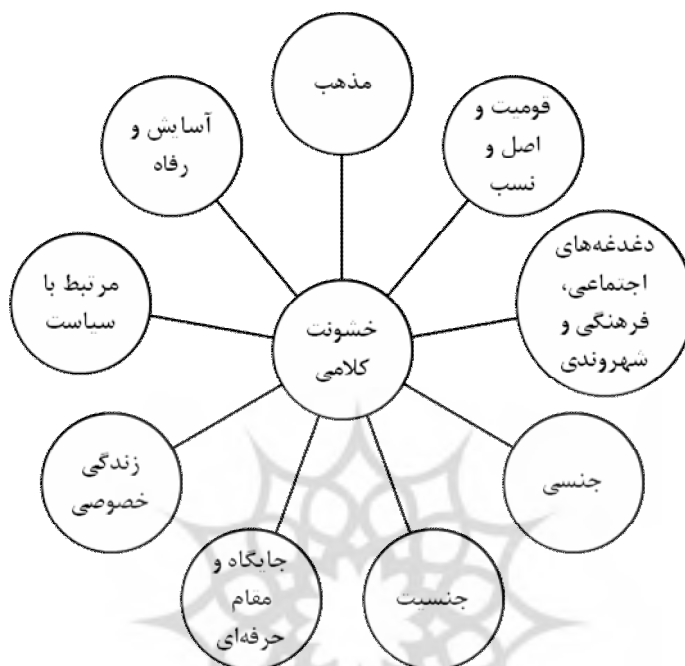 مذهب
قومیت و
اصل و
نسب
دغدغه‌های
اجتماعی،
فرهنگی و
شهروندی
جنسی
جنسیت
جایگاه و
مقام
حرفه‌ای
زندگی
خصوصی
مرتبط با
سیاست
آسایش و
رفاه
خشونت
کلامی